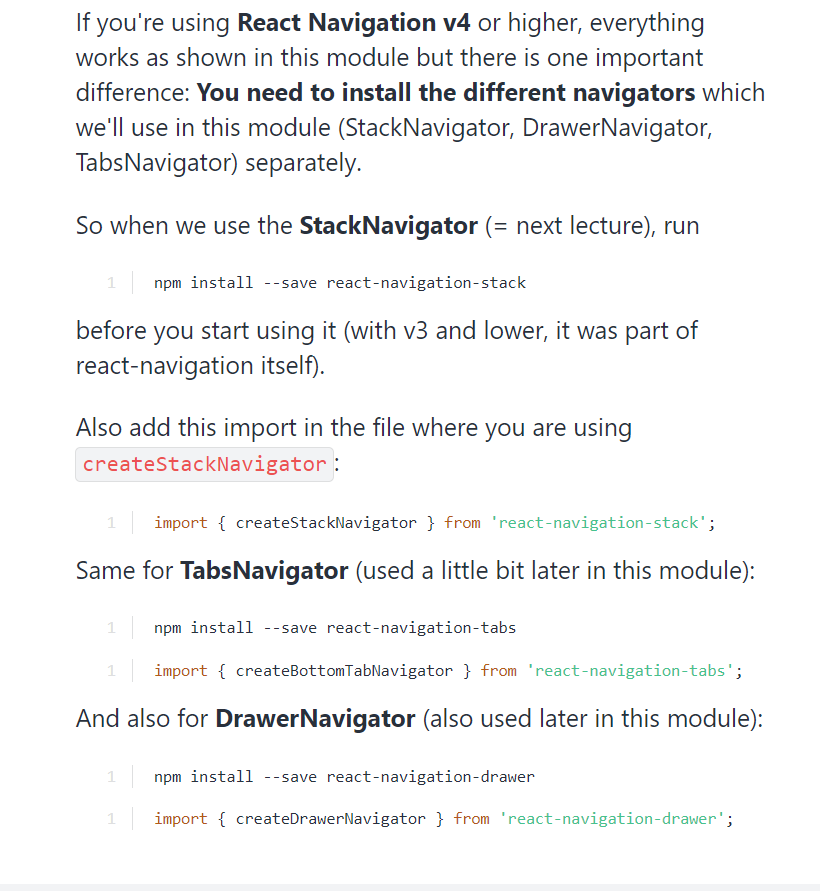 If you're using React Navigation v4 or higher, everything
works as shown in this module but there is one important
difference: You need to install the different navigators which
we'll use in this module (StackNavigator, DrawerNavigator,
TabsNavigator) separately.
So when we use the StackNavigator (= next lecture), run
1 npm install --save react-navigation-stack
before you start using it (with v3 and lower, it was part of
react-navigation itself).
Also add this import in the file where you are using
createStackNavigator:
1 import { createStackNavigator } from 'react-navigation-stack';
Same for TabsNavigator (used a little bit later in this module):
1 npm install --save react-navigation-tabs
1 import { createBottomTabNavigator } from 'react-navigation-tabs';
And also for DrawerNavigator (also used later in this module):
1 npm install --save react-navigation-drawer
1 import { createDrawerNavigator } from 'react-navigation-drawer';